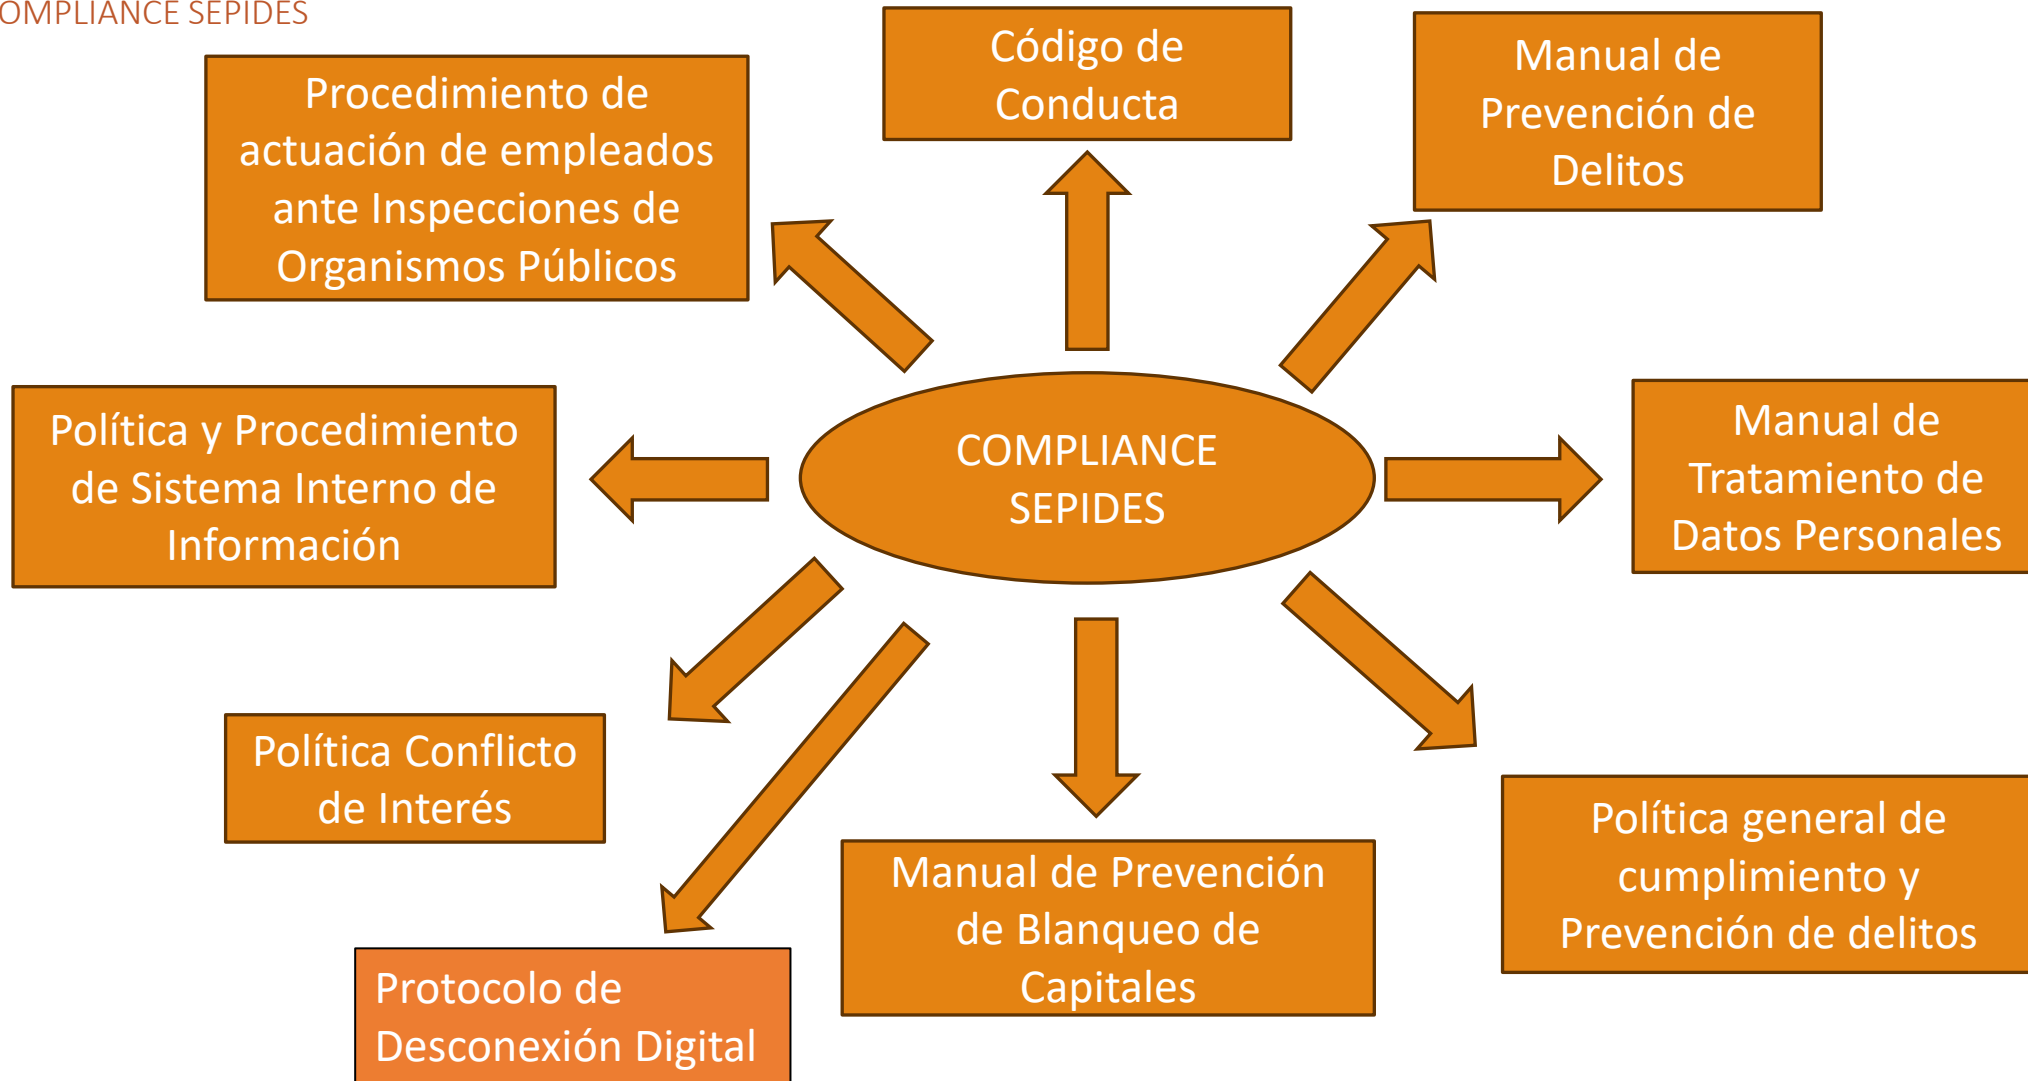 OMPLIANCE SEPIDES
Código de
Conducta
Manual de
Prevención de
Delitos
Procedimiento de
actuación de empleados
ante Inspecciones de
Organismos Públicos
Política y Procedimiento
de Sistema Interno de
Información
COMPLIANCE
SEPIDES
Manual de
Tratamiento de
Datos Personales
Política Conflicto
de Interés
Manual de Prevención
de Blanqueo de
Capitales
Política general de
cumplimiento y
Prevención de delitos
Protocolo de
Desconexión Digital